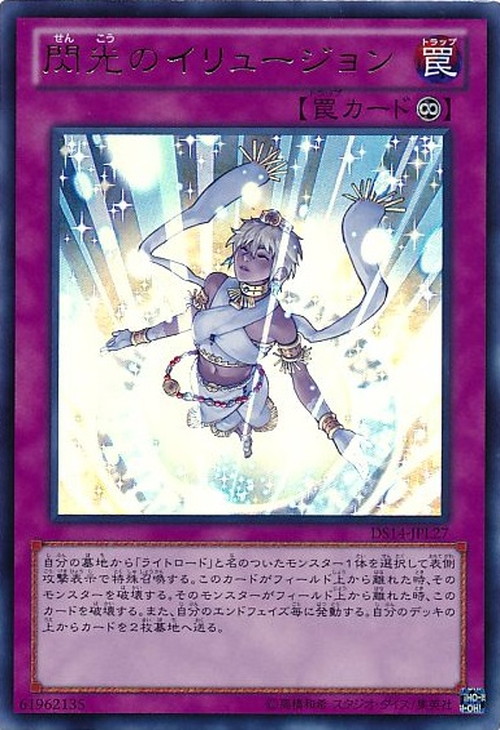 閃光のイリュージョン
罠
【罠カード】
DS14-JPL27
自分の墓地から「ライトロード」と名のついたモンスター1体を選択して表側
攻撃表示で特殊召喚する。このカードがフィールド上から離れた時、その
モンスターを破壊する。そのモンスターがフィールド上から離れた時、この
カードを破壊する。また、自分のエンドフェイズ毎に発動する。自分のデッキの
上からカードを2枚墓地へ送る。
61962135
©高橋和希 スタジオ・ダイス/集英社